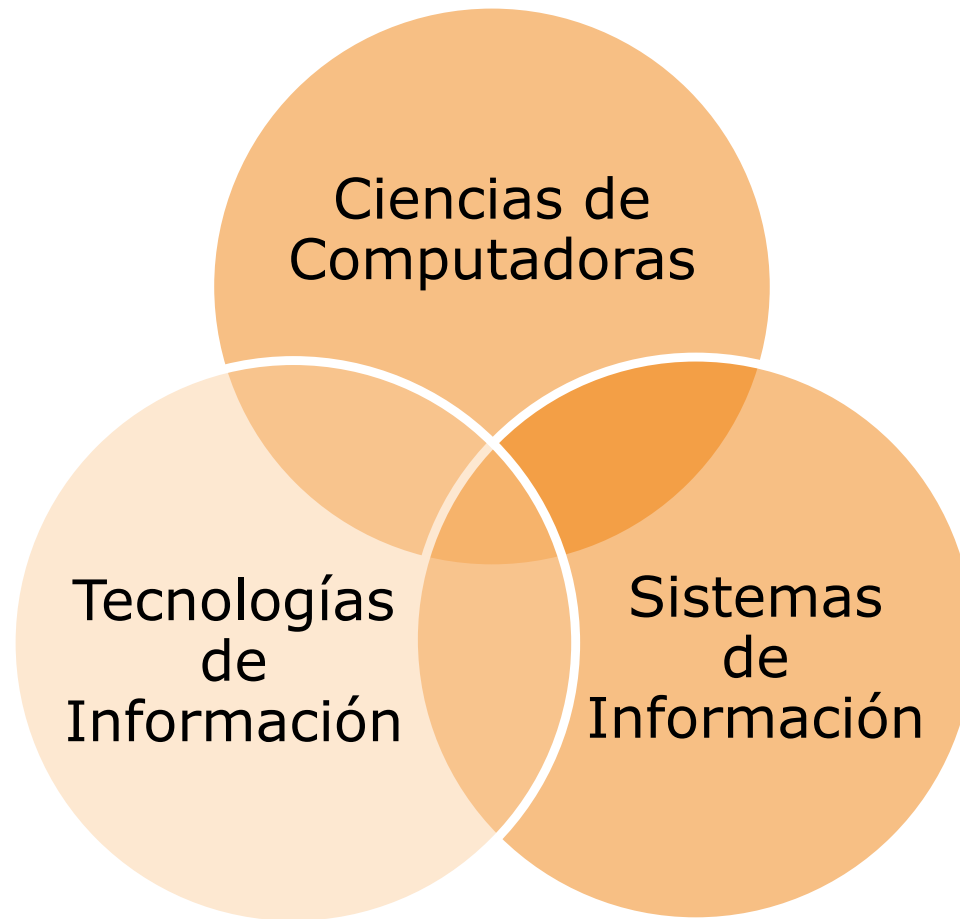 Ciencias de
Computadoras
Tecnologías
de
Información
Sistemas
de
Información